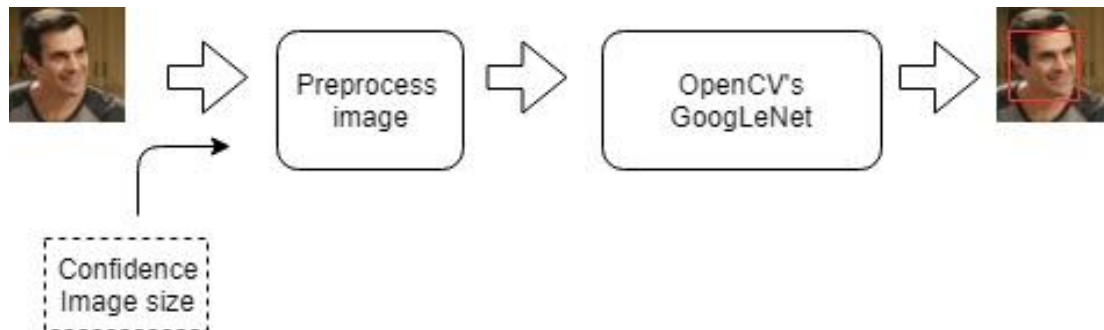 Preprocess
image
OpenCV's
GoogLeNet
Confidence
Image size